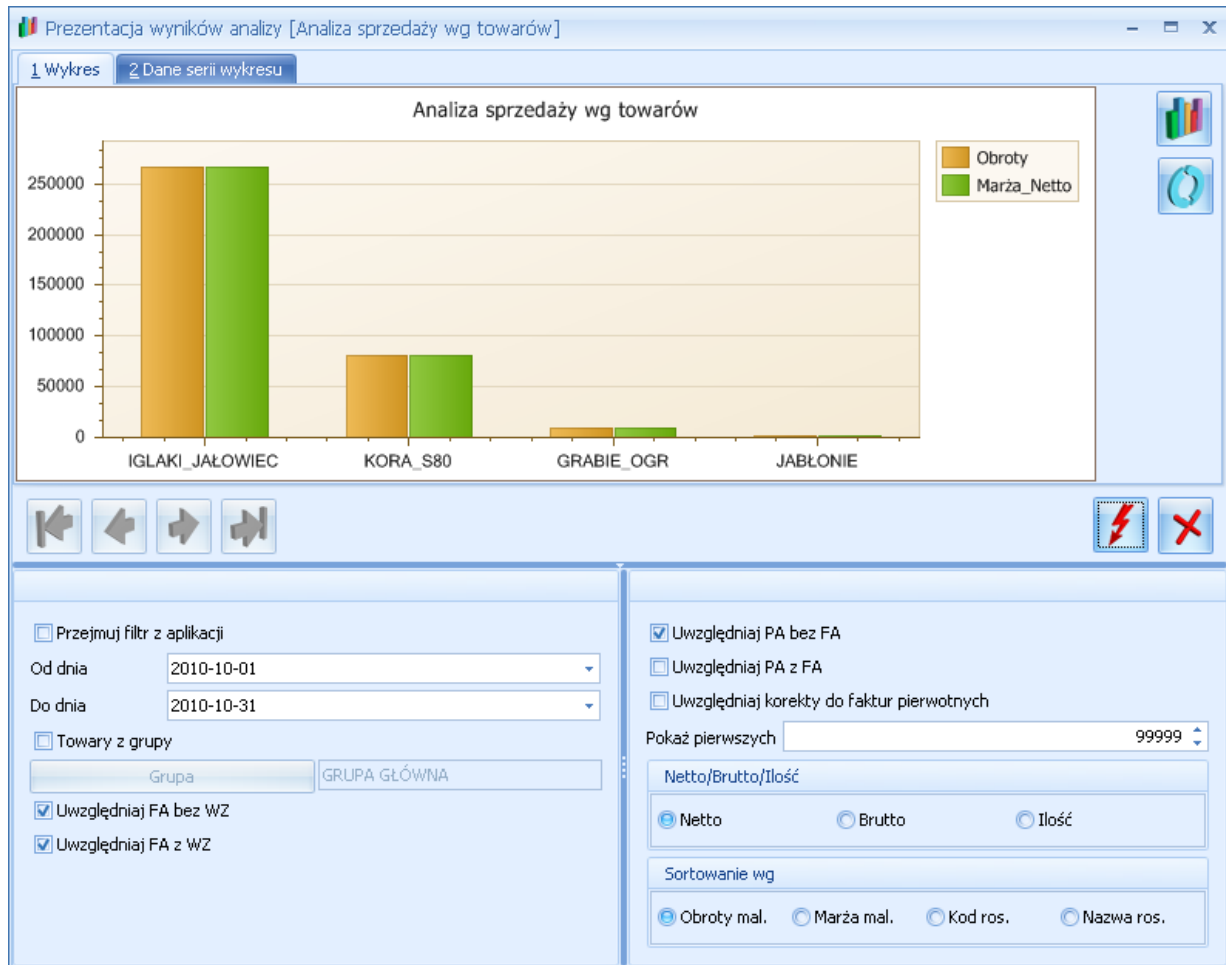 Prezentacja wyników analizy [Analiza sprzedaży wg towarów]
1 Wykres 2 Dane serii wykresu
Analiza sprzedaży wg towarów
Obroty
Marża_Netto
250000
200000
150000
100000
50000
0
IGLAKI_JAŁOWIEC KORA_S80 GRABIE_OGR JABŁONIE
Przejmuj filtr z aplikacji
Od dnia 2010-10-01
Do dnia 2010-10-31
Towary z grupy
Grupa GRUPA GŁÓWNA
Uwzględniaj FA bez WZ
Uwzględniaj FA z WZ
Uwzględniaj PA bez FA
Uwzględniaj PA z FA
Uwzględniaj korekty do faktur pierwotnych
Pokaż pierwszych 99999
Netto/Brutto/Ilość
Netto Brutto Ilość
Sortowanie wg
Obroty mal. Marża mal. Kod ros. Nazwa ros.